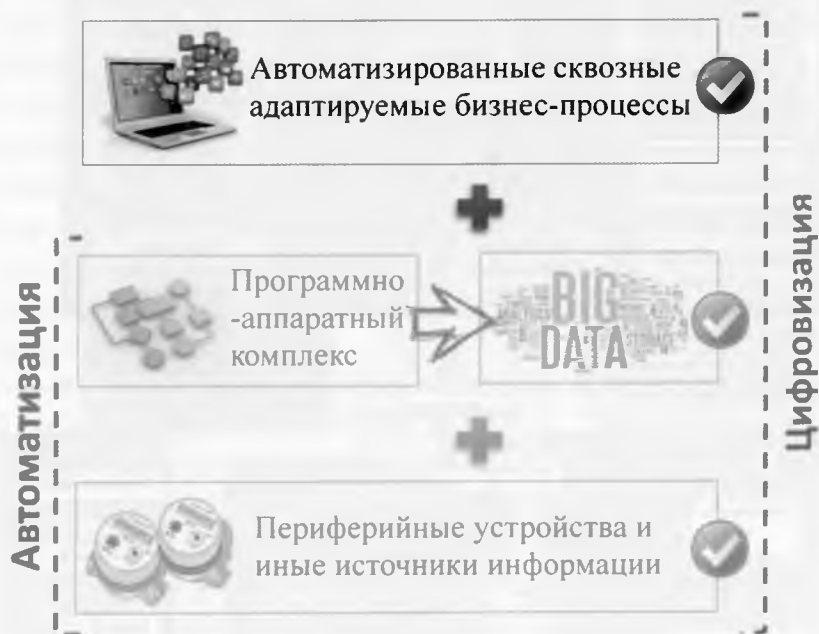 Автоматизированные сквозные
адаптируемые бизнес-процессы
Программно
-аппаратный
комплекс
BIG
DATA
Периферийные устройства и
иные источники информации
Автоматизация
Цифровизация